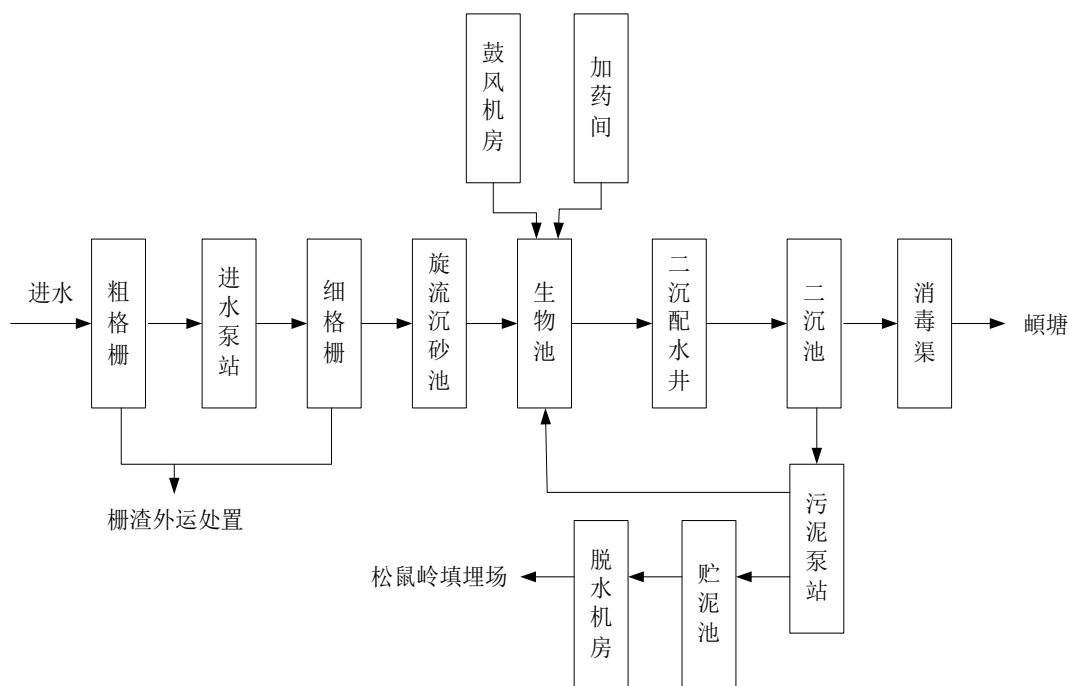 鼓风机房
加药间
进水
粗格栅
进水泵站
细格栅
旋流沉砂池
生物池
二沉配水井
二沉池
消毒渠
頔塘
栅渣外运处置
污泥泵站
贮泥池
脱水机房
松鼠岭填埋场